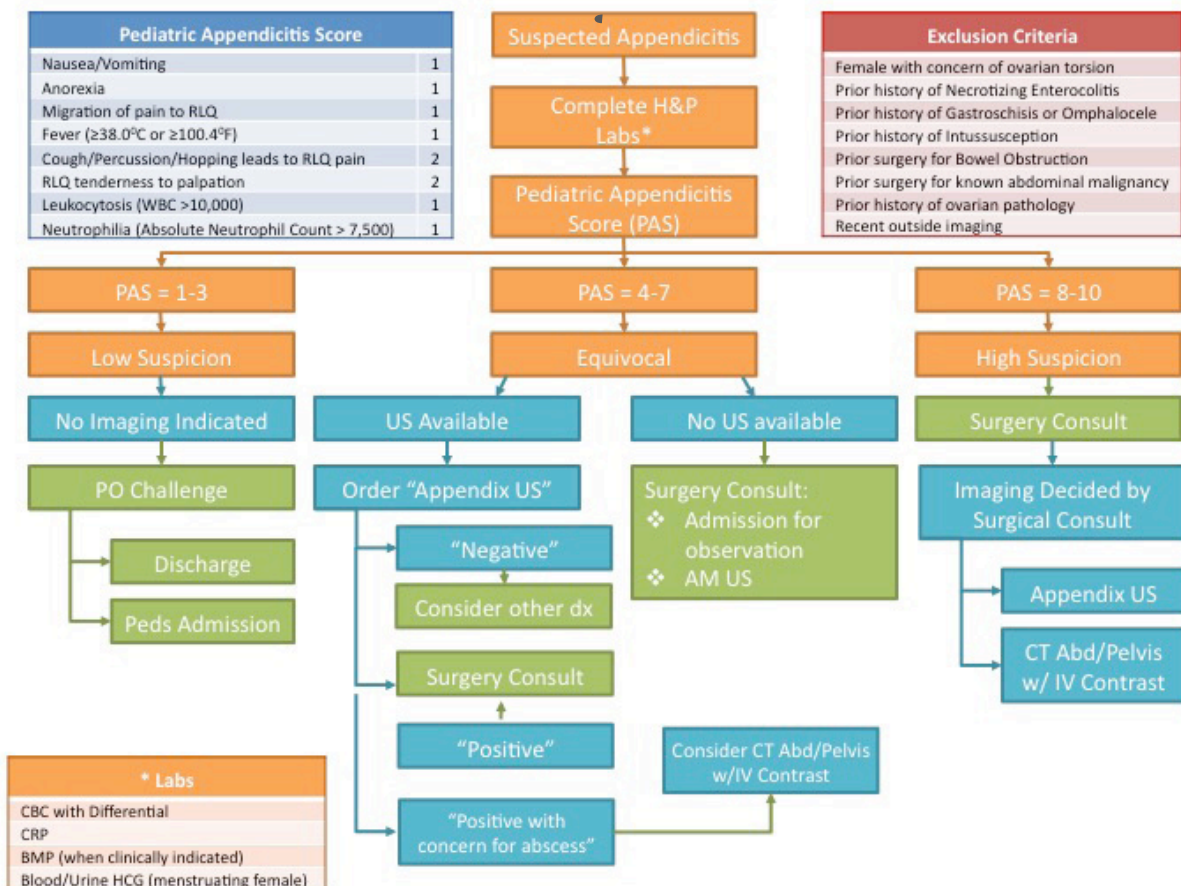 Pediatric Appendicitis Score
Nausea/Vomiting 1
Anorexia 1
Migration of pain to RLQ 1
Fever (≥38.0⁰C or ≥100.4⁰F) 1
Cough/Percussion/Hopping leads to RLQ pain 2
RLQ tenderness to palpation 2
Leukocytosis (WBC >10,000) 1
Neutrophilia (Absolute Neutrophil Count > 7,500) 1
Suspected Appendicitis
Complete H&P
Labs*
Pediatric Appendicitis
Score (PAS)
Exclusion Criteria
Female with concern of ovarian torsion
Prior history of Necrotizing Enterocolitis
Prior history of Gastroschisis or Omphalocele
Prior history of Intussusception
Prior surgery for Bowel Obstruction
Prior surgery for known abdominal malignancy
Prior history of ovarian pathology
Recent outside imaging
PAS = 1-3
Low Suspicion
No Imaging Indicated
PO Challenge
Discharge
Peds Admission
PAS = 4-7
Equivocal
US Available
Order “Appendix US”
“Negative”
Consider other dx
Surgery Consult
“Positive”
“Positive with
concern for abscess”
Consider CT Abd/Pelvis
w/IV Contrast
No US available
Surgery Consult:
❖ Admission for
observation
❖ AM US
PAS = 8-10
High Suspicion
Surgery Consult
Imaging Decided by
Surgical Consult
Appendix US
CT Abd/Pelvis
w/ IV Contrast
* Labs
CBC with Differential
CRP
BMP (when clinically indicated)
Blood/Urine HCG (menstruating female)